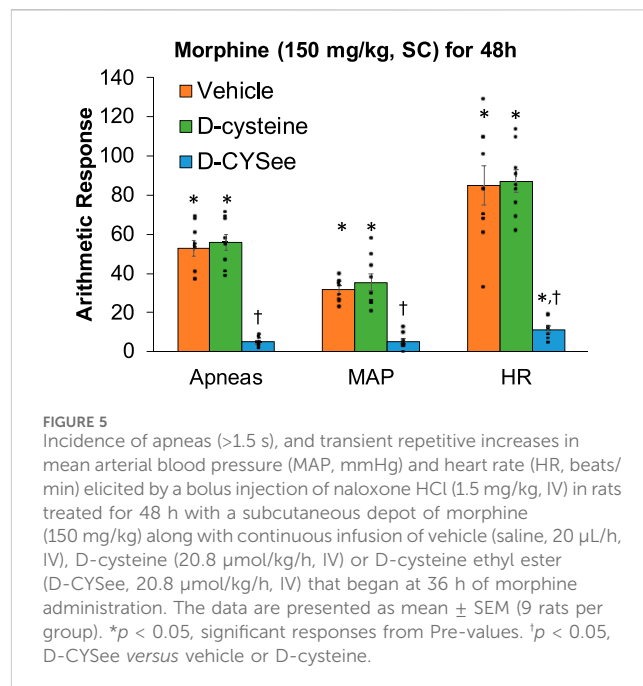 Morphine (150 mg/kg, SC) for 48h
140
120
100
80
60
40
20
0
Arithmetic Response
Vehicle
D-cysteine
D-CYSee
* * †
* * †
* * *,†
Apneas MAP HR
FIGURE 5
Incidence of apneas (>1.5 s), and transient repetitive increases in
mean arterial blood pressure (MAP, mmHg) and heart rate (HR, beats/
min) elicited by a bolus injection of naloxone HCl (1.5 mg/kg, IV) in rats
treated for 48 h with a subcutaneous depot of morphine
(150 mg/kg) along with continuous infusion of vehicle (saline, 20 µL/h,
IV), D-cysteine (20.8 µmol/kg/h, IV) or D-cysteine ethyl ester
(D-CYSee, 20.8 µmol/kg/h, IV) that began at 36 h of morphine
administration. The data are presented as mean ± SEM (9 rats per
group). *p < 0.05, significant responses from Pre-values. †p < 0.05,
D-CYSee versus vehicle or D-cysteine.